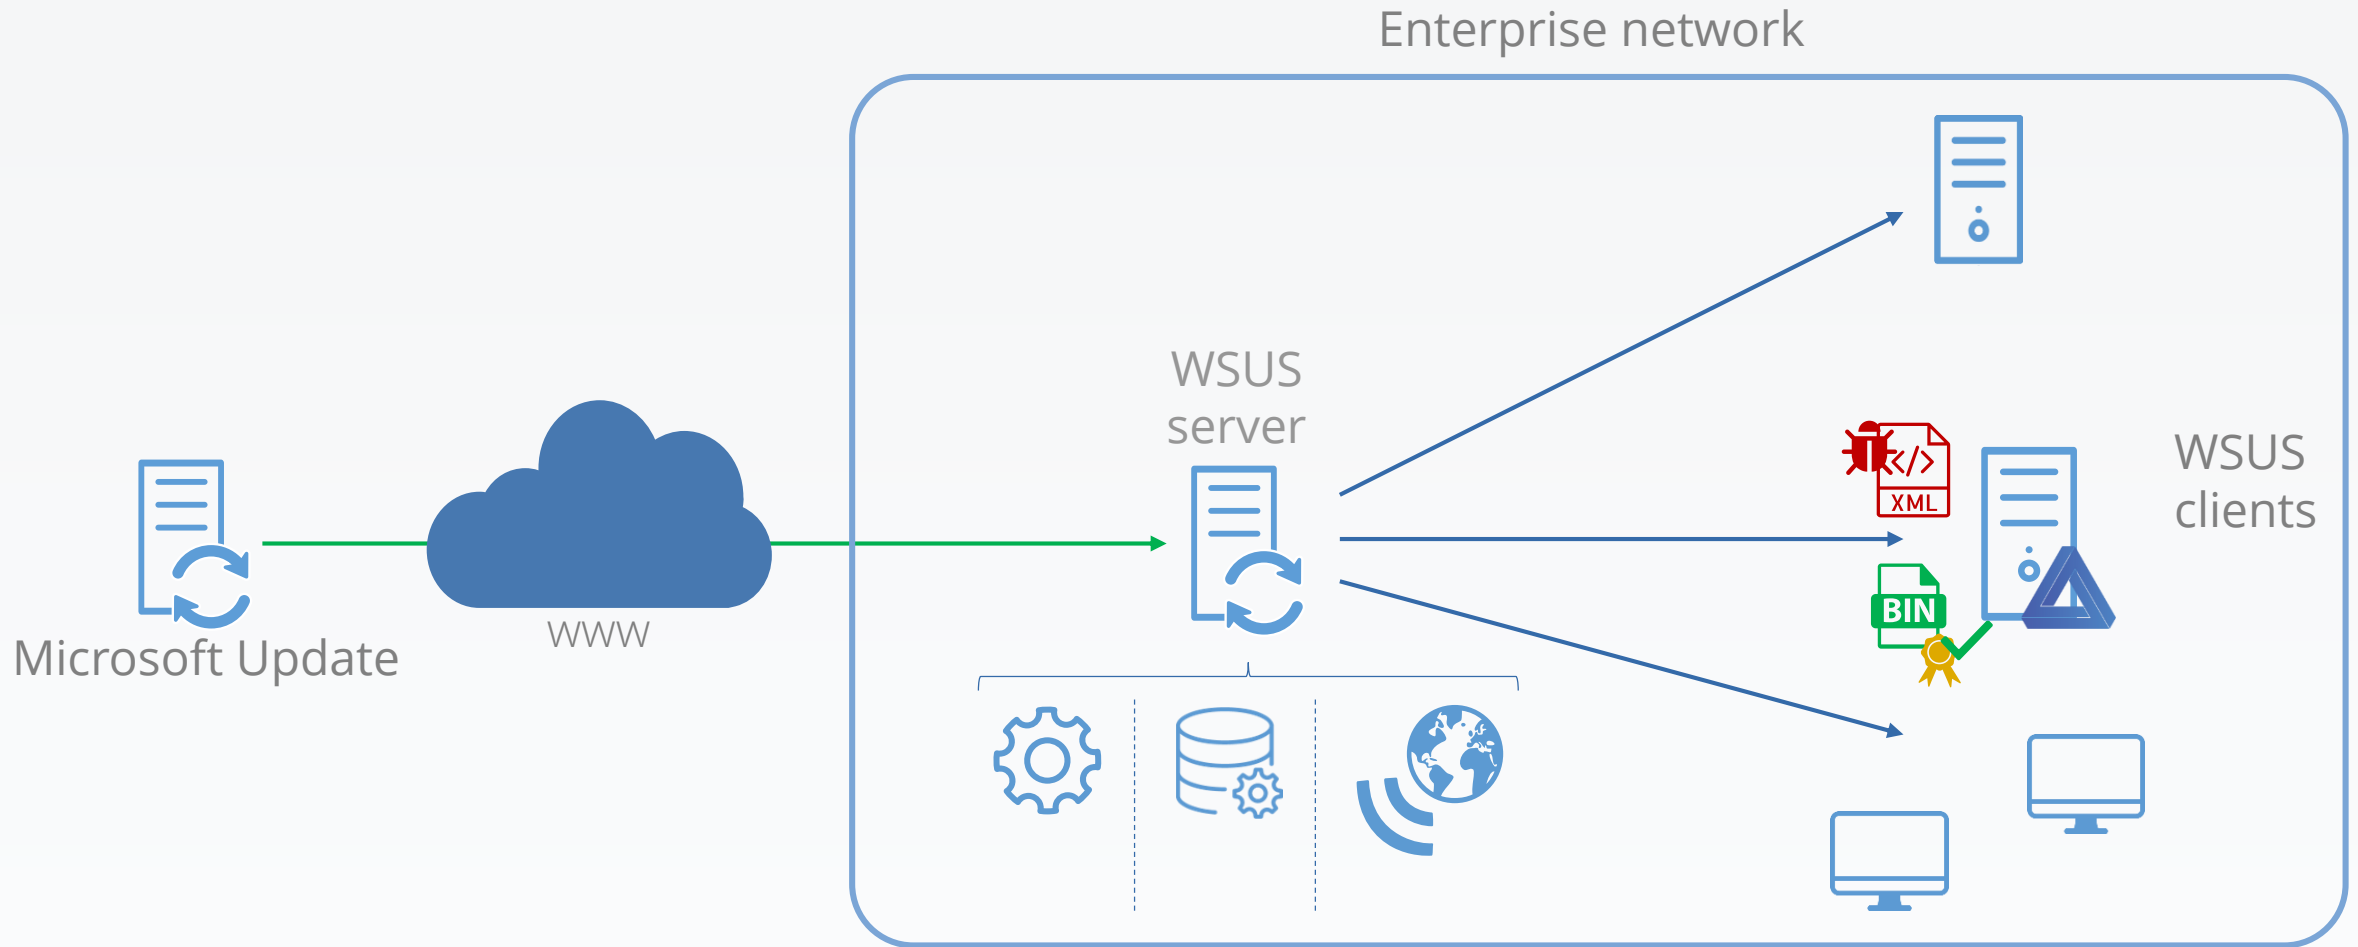 Enterprise network
WSUS
server
WSUS
clients
</>
XML
BIN
WWW
Microsoft Update